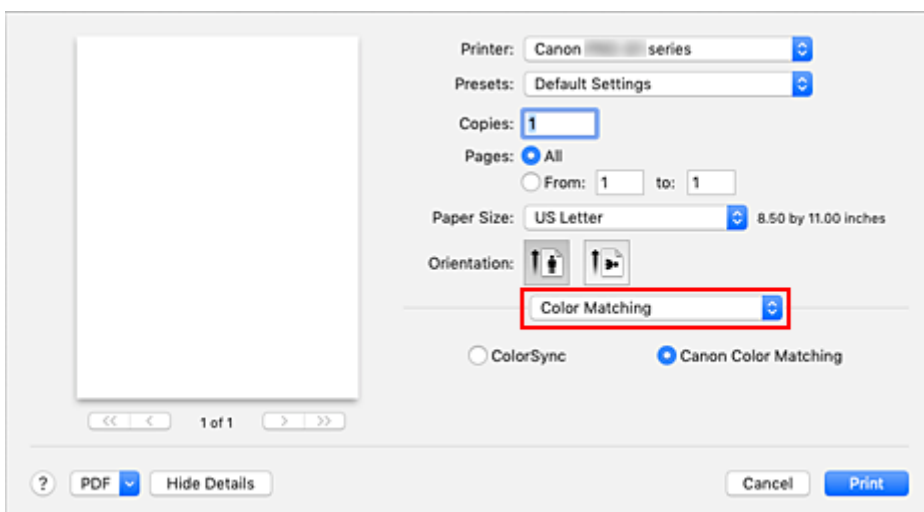 Printer: Canon series
Presets: Default Settings
Copies: 1
Pages: All
From: 1 to: 1
Paper Size: US Letter 8.50 by 11.00 inches
Orientation:
Color Matching
ColorSync Canon Color Matching
<< < 1 of 1 > >>
? PDF Hide Details Cancel Print